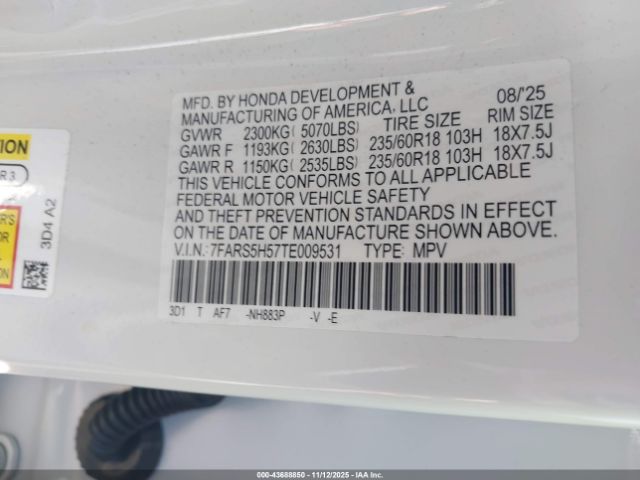 MFD. BY HONDA DEVELOPMENT & 08/'25
MANUFACTURING OF AMERICA, LLC
GVWR 2300KG( 5070LBS) TIRE SIZE RIM SIZE
GAWR F 1193KG( 2630LBS) 235/60R18 103H 18X7.5J
GAWR R 1150KG( 2535LBS) 235/60R18 103H 18X7.5J
THIS VEHICLE CONFORMS TO ALL APPLICABLE
FEDERAL MOTOR VEHICLE SAFETY
AND THEFT PREVENTION STANDARDS IN EFFECT
ON THE DATE OF MANUFACTURE SHOWN ABOVE.
V.I.N.: 7FARS5H57TE009531 TYPE: MPV
3D1 T AF7 -NH883P -V -E
3D4 A2
000-43688850 - 11/12/2025 - IAA Inc.